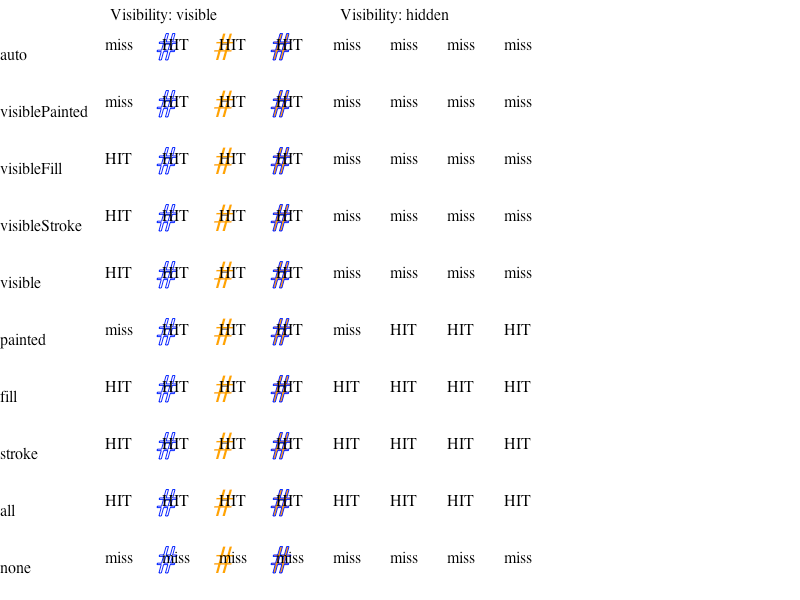 Visibility: visible Visibility: hidden
auto miss # HIT # HIT # HIT miss miss miss miss
visiblePainted miss # HIT # HIT # HIT miss miss miss miss
visibleFill HIT # HIT # HIT # HIT miss miss miss miss
visibleStroke HIT # HIT # HIT # HIT miss miss miss miss
visible HIT # HIT # HIT # HIT miss miss miss miss
painted miss # HIT # HIT # HIT miss HIT HIT HIT
fill HIT # HIT # HIT # HIT HIT HIT HIT HIT
stroke HIT # HIT # HIT # HIT HIT HIT HIT HIT
all HIT # HIT # HIT # HIT HIT HIT HIT HIT
none miss # miss # miss # miss miss miss miss miss